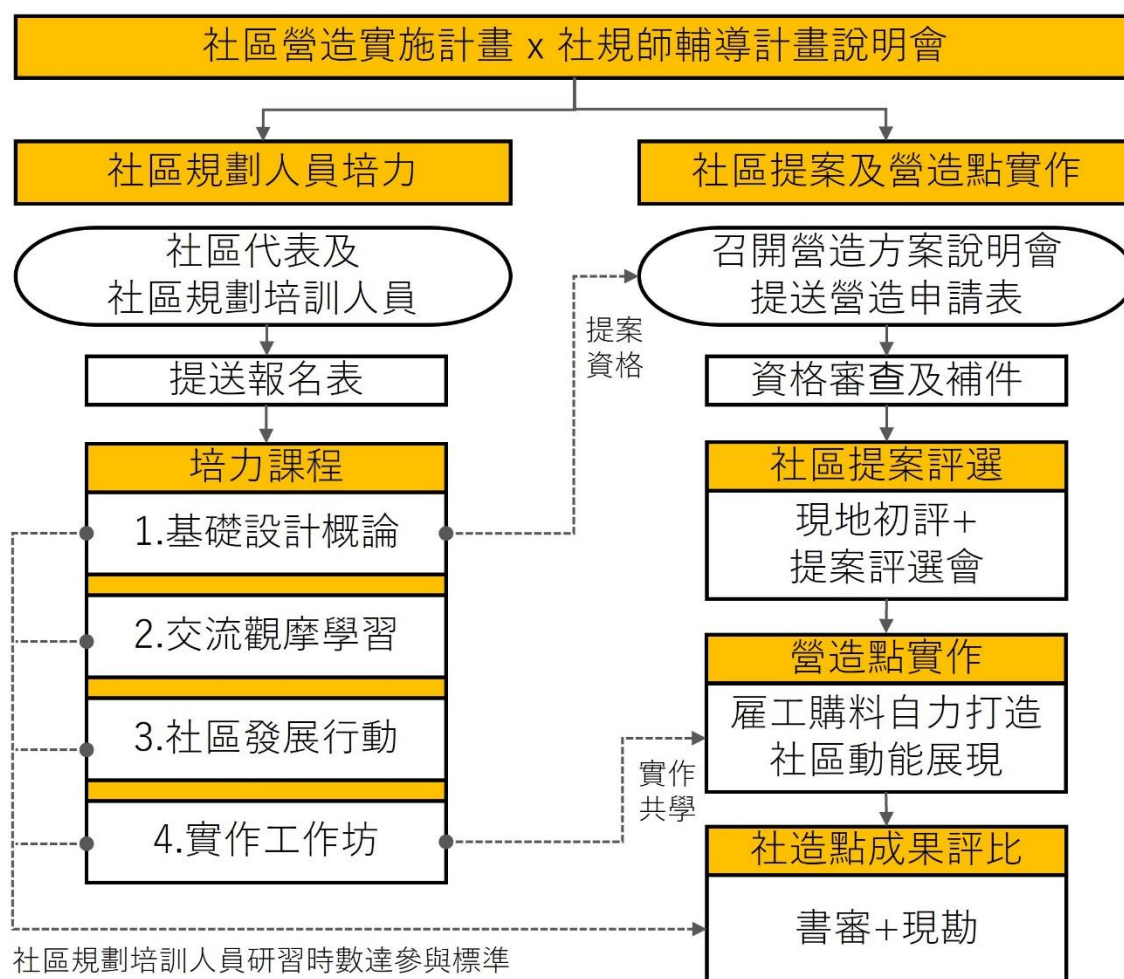 社區營造實施計畫 x 社規師輔導計畫說明會
社區規劃人員培力
社區代表及
社區規劃培訓人員
提送報名表
培力課程
1.基礎設計概論
2.交流觀摩學習
3.社區發展行動
4.實作工作坊
社區規劃培訓人員研習時數達參與標準
提案
資格
實作
共學
社區提案及營造點實作
召開營造方案說明會
提送營造申請表
資格審查及補件
社區提案評選
現地初評+
提案評選會
營造點實作
雇工購料自力打造
社區動能展現
社造點成果評比
書審+現勘